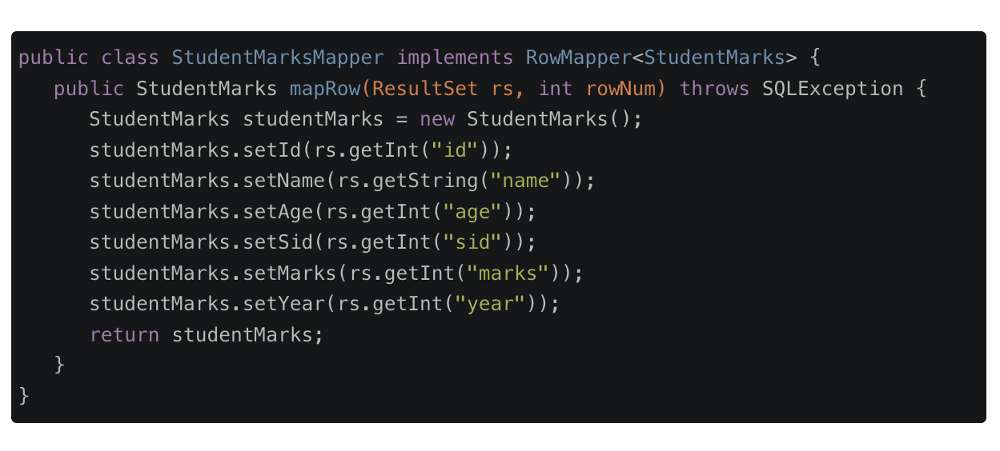 public class StudentMarksMapper implements RowMapper<StudentMarks> {
   public StudentMarks mapRow(ResultSet rs, int rowNum) throws SQLException {
      StudentMarks studentMarks = new StudentMarks();
      studentMarks.setId(rs.getInt("id"));
      studentMarks.setName(rs.getString("name"));
      studentMarks.setAge(rs.getInt("age"));
      studentMarks.setSid(rs.getInt("sid"));
      studentMarks.setMarks(rs.getInt("marks"));
      studentMarks.setYear(rs.getInt("year"));
      return studentMarks;
   }
}